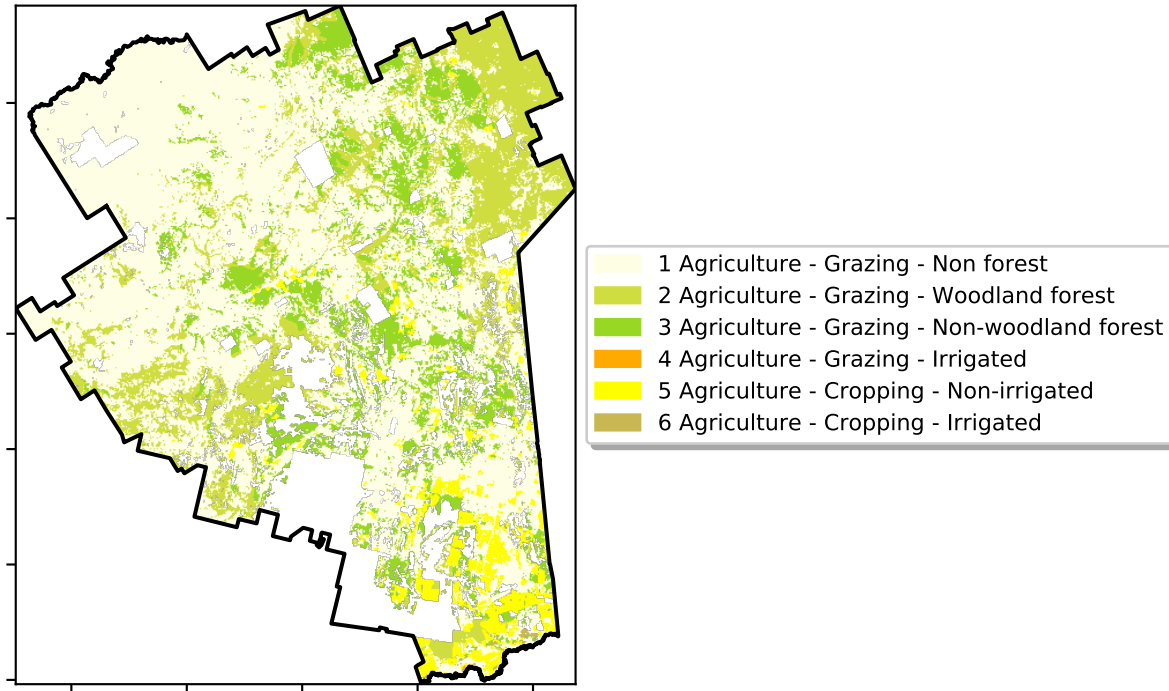 1 Agriculture - Grazing - Non forest
2 Agriculture - Grazing - Woodland forest
3 Agriculture - Grazing - Non-woodland forest
4 Agriculture - Grazing - Irrigated
5 Agriculture - Cropping - Non-irrigated
6 Agriculture - Cropping - Irrigated